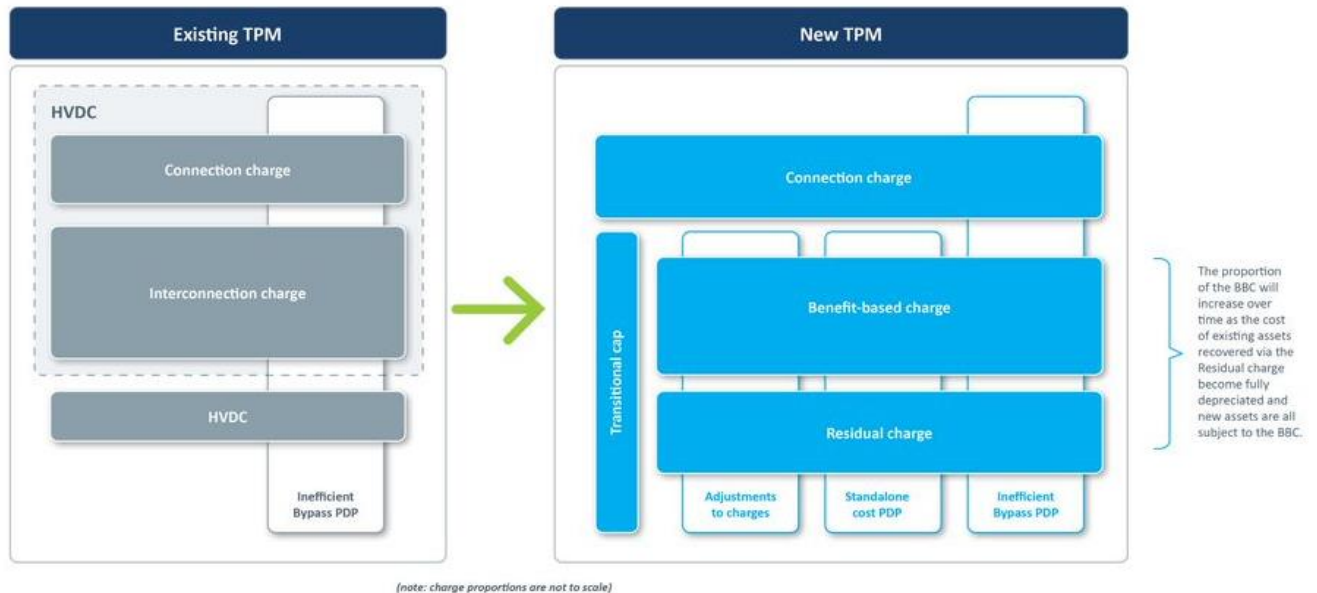 Existing TPM
HVDC
Connection charge
Interconnection charge
HVDC
Inefficient
Bypass PDP
New TPM
Connection charge
Transitional cap
Benefit-based charge
Residual charge
Adjustments
to charges
Standalone
cost PDP
Inefficient
Bypass PDP
The proportion
of the BBC will
increase over
time as the cost
of existing assets
recovered via the
Residual charge
become fully
depreciated and
new assets are all
subject to the BBC.
(note: charge proportions are not to scale)